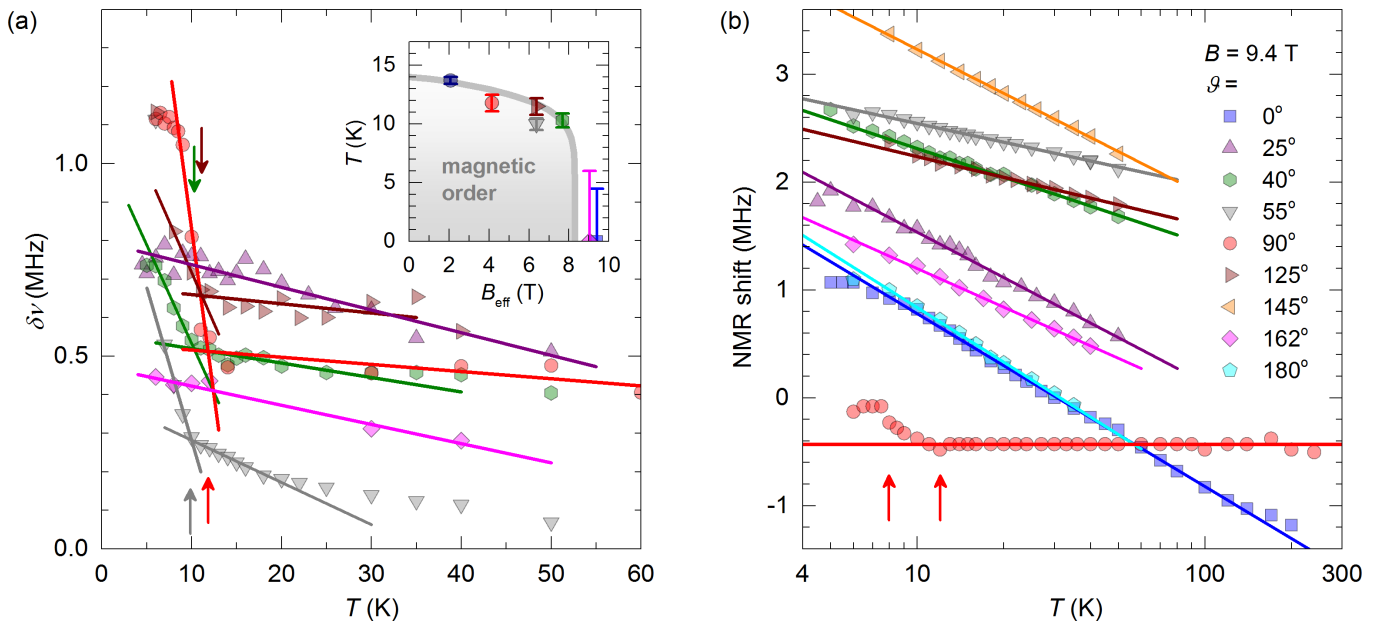 (a)
δν (MHz)
1.0
0.5
0.0
0 10 20 30 40 50 60
T (K)
T (K)
15
10
5
0
magnetic
order
0 2 4 6 8 10
B_eff (T)
(b)
NMR shift (MHz)
3
2
1
0
-1
4 10 100 300
T (K)
B = 9.4 T
ϑ =
0°
25°
40°
55°
90°
125°
145°
162°
180°